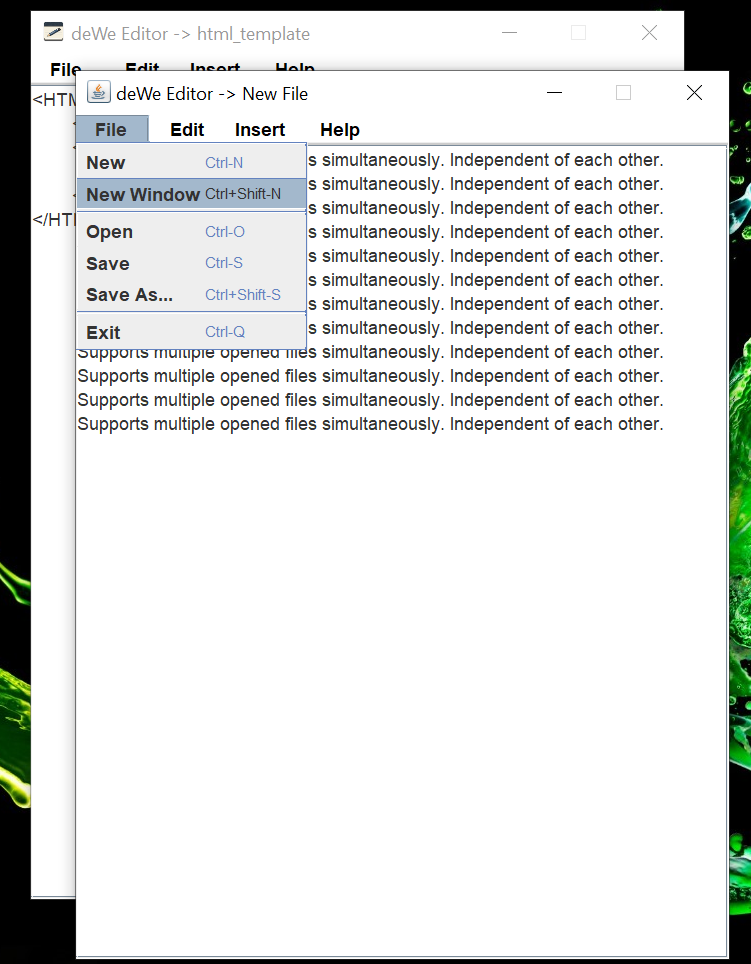 deWe Editor -> html_template
File Edit Insert Help
<HTM
<
<
<
</HT
deWe Editor -> New File
File Edit Insert Help
New Ctrl-N
New Window Ctrl+Shift-N
Open Ctrl-O
Save Ctrl-S
Save As... Ctrl+Shift-S
Exit Ctrl-Q
s simultaneously. Independent of each other.
s simultaneously. Independent of each other.
s simultaneously. Independent of each other.
s simultaneously. Independent of each other.
s simultaneously. Independent of each other.
s simultaneously. Independent of each other.
s simultaneously. Independent of each other.
s simultaneously. Independent of each other.
Supports multiple opened files simultaneously. Independent of each other.
Supports multiple opened files simultaneously. Independent of each other.
Supports multiple opened files simultaneously. Independent of each other.
Supports multiple opened files simultaneously. Independent of each other.